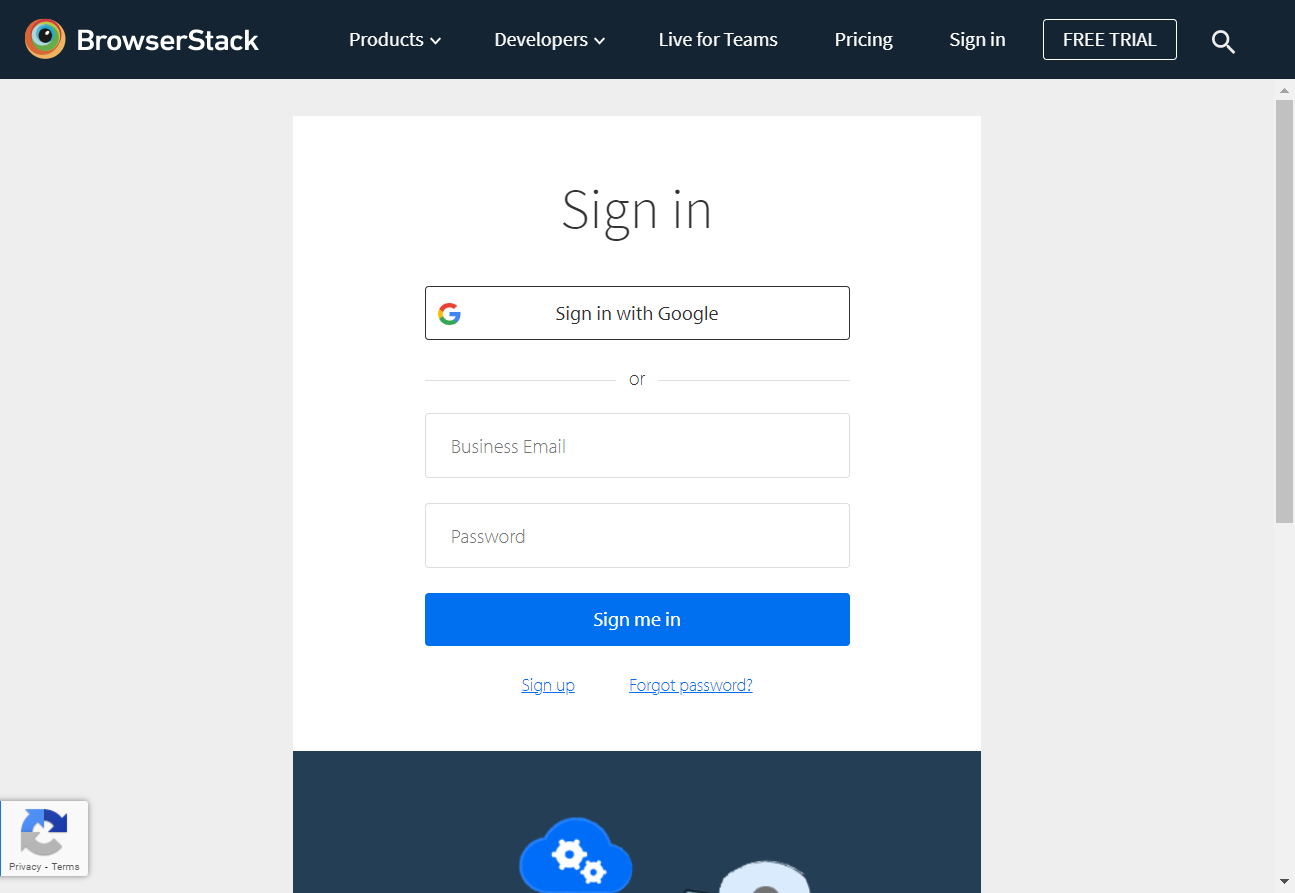 BrowserStack
Products
Developers
Live for Teams
Pricing
Sign in
FREE TRIAL
Sign in
Sign in with Google
or
Business Email
Password
Sign me in
Sign up
Forgot password?
Privacy - Terms